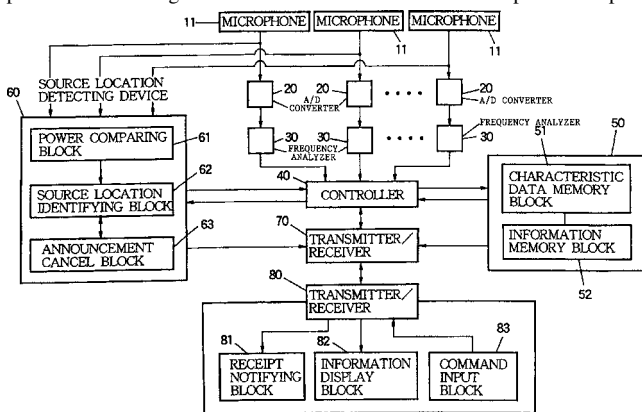 11 MICROPHONE MICROPHONE MICROPHONE
11 11
SOURCE LOCATION
DETECTING DEVICE
60
20 20 20
A/D
CONVERTER
A/D
CONVERTER
FREQUENCY ANALYZER
30 30 30
FREQUENCY
ANALYZER
61
POWER COMPARING
BLOCK
62
SOURCE LOCATION
IDENTIFYING BLOCK
63
ANNOUNCEMENT
CANCEL BLOCK
40
CONTROLLER
50
51
CHARACTERISTIC
DATA MEMORY
BLOCK
INFORMATION
MEMORY BLOCK
52
70
TRANSMITTER/
RECEIVER
80
TRANSMITTER/
RECEIVER
81
RECEIPT
NOTIFYING
BLOCK
82
INFORMATION
DISPLAY
BLOCK
83
COMMAND
INPUT
BLOCK